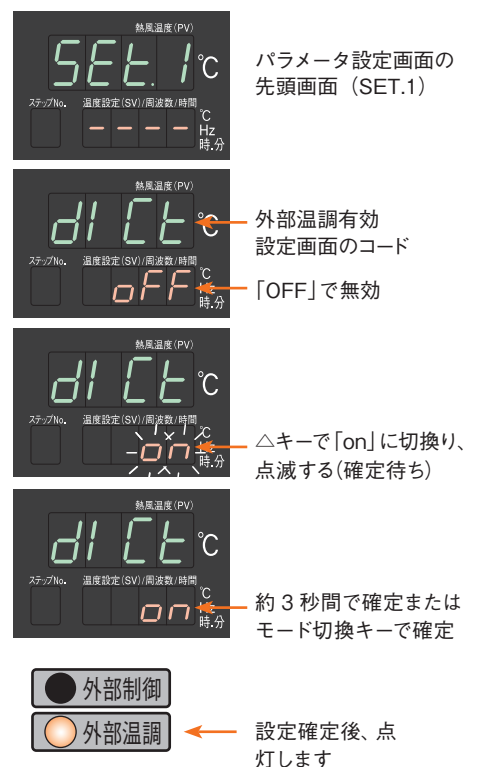 熱風温度(PV)
SEt.1 ℃
ステップNo. 温度設定(SV)/周波数/時間
---- ℃
Hz
時.分
パラメータ設定画面の
先頭画面(SET.1)
熱風温度(PV)
dICt ℃
ステップNo. 温度設定(SV)/周波数/時間
oFF ℃
時.分
外部温調有効
設定画面のコード
「OFF」で無効
熱風温度(PV)
dICt ℃
ステップNo. 温度設定(SV)/周波数/時間
on ℃
時.分
△キーで「on」に切換り、
点滅する(確定待ち)
熱風温度(PV)
dICt ℃
ステップNo. 温度設定(SV)/周波数/時間
on ℃
時.分
約3秒間で確定または
モード切換キーで確定
外部制御
外部温調
設定確定後、点
灯します